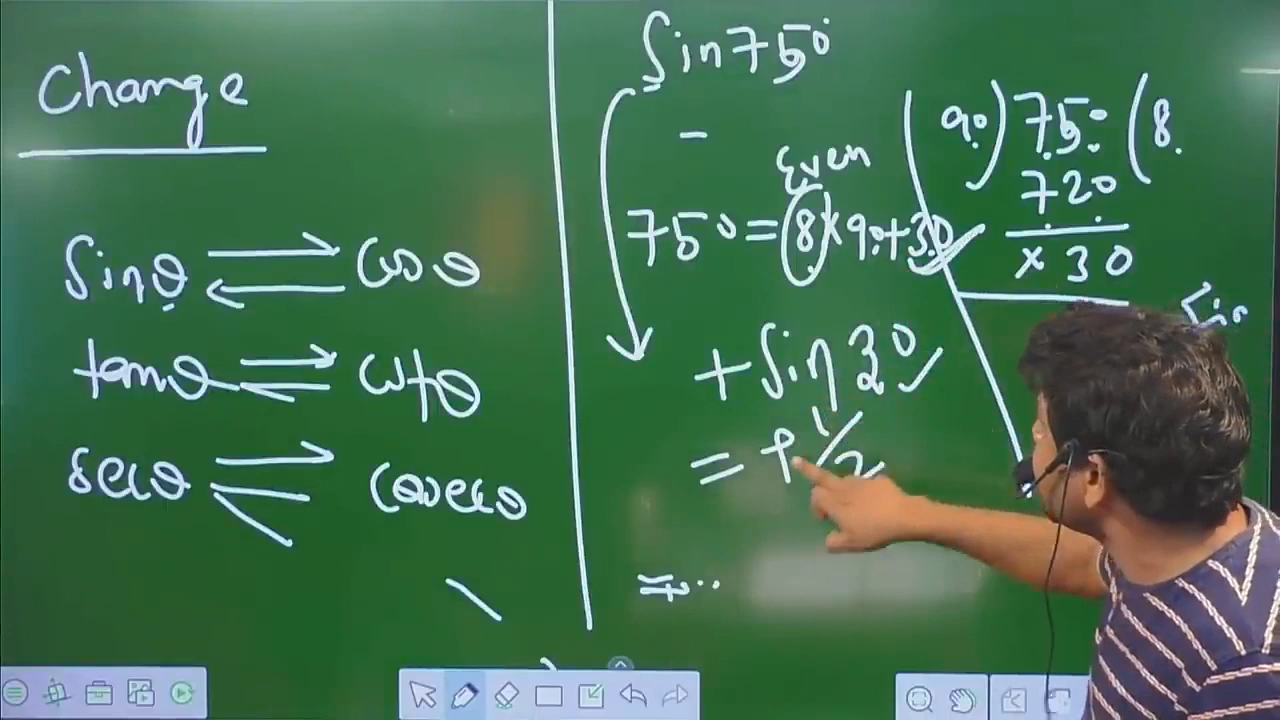 Change
Sinθ ⇌ Cosθ
tanθ ⇌ Cotθ
Secθ → Cosecθ
Sin750°
Even
750 = 8×90+30
+ Sin30°
= + 1/2
90) 750 (8
720
× 30
Sin